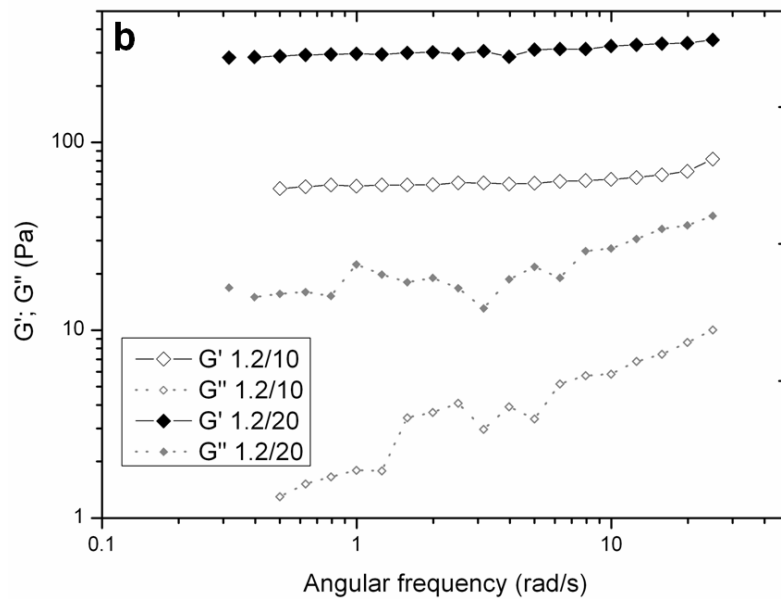 b
100
10
1
0.1
1
10
G'; G" (Pa)
Angular frequency (rad/s)
G' 1.2/10
G" 1.2/10
G' 1.2/20
G" 1.2/20